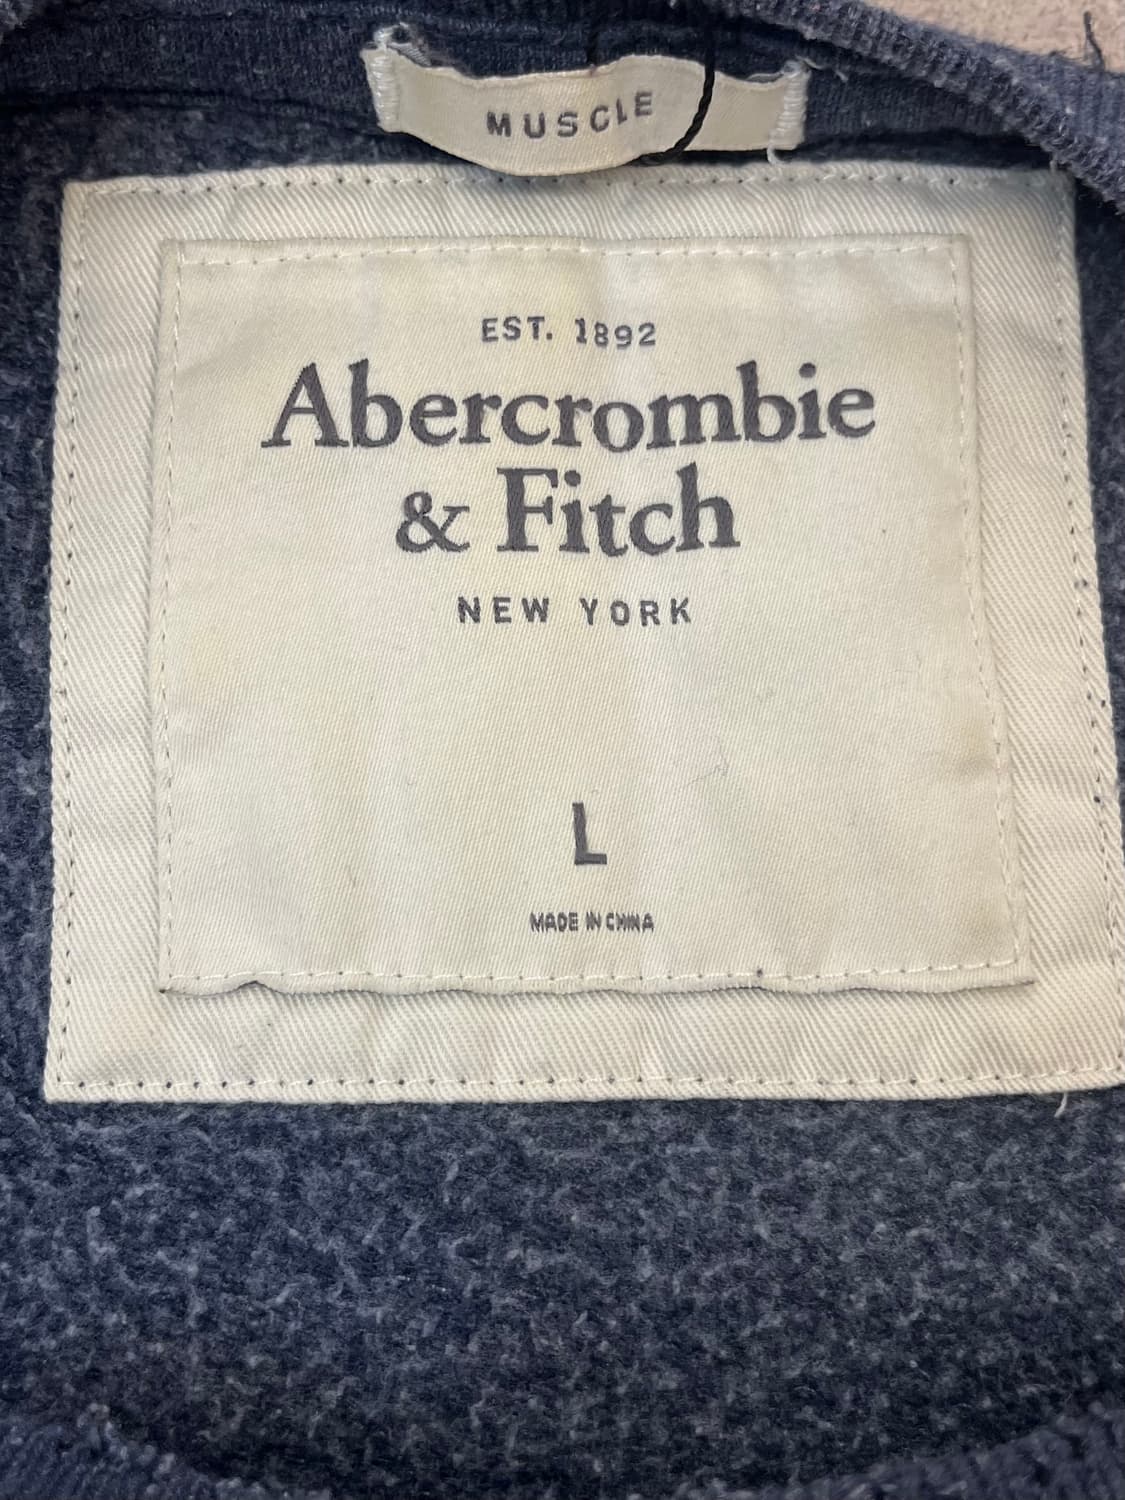 MUSCLE
EST. 1892
Abercrombie
& Fitch
NEW YORK
L
MADE IN CHINA